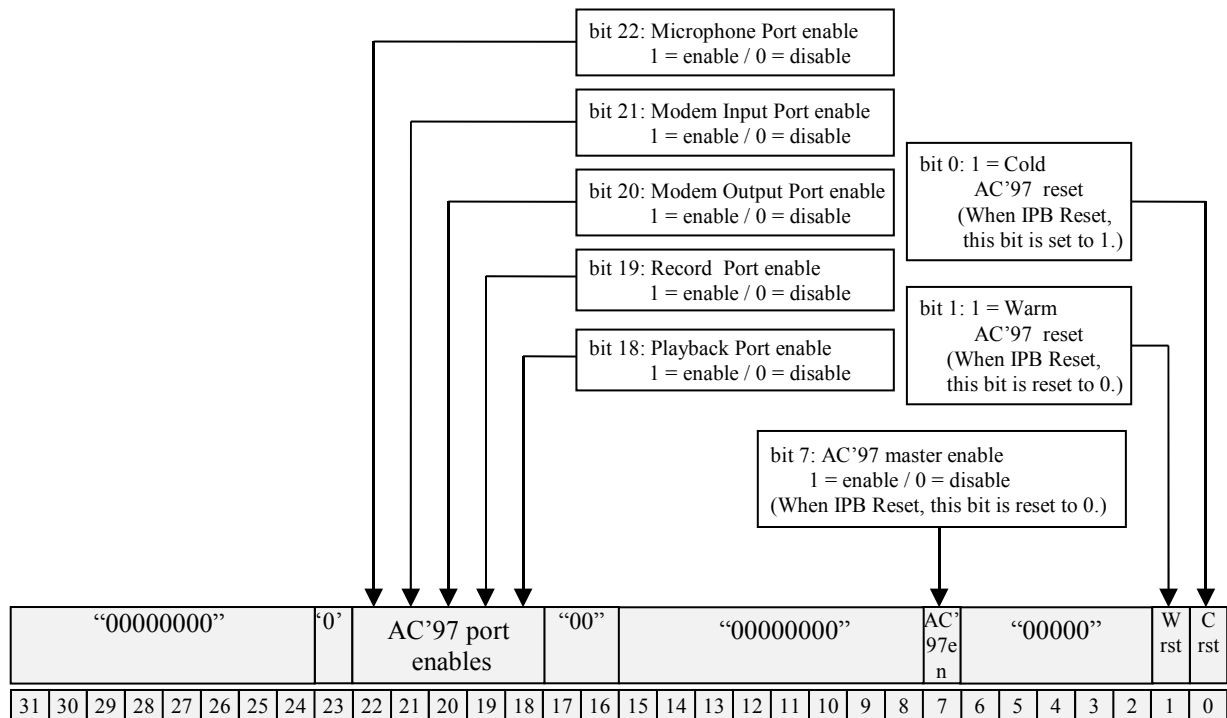 bit 22: Microphone Port enable
1 = enable / 0 = disable
bit 21: Modem Input Port enable
1 = enable / 0 = disable
bit 20: Modem Output Port enable
1 = enable / 0 = disable
bit 19: Record Port enable
1 = enable / 0 = disable
bit 18: Playback Port enable
1 = enable / 0 = disable
bit 0: 1 = Cold
AC’97 reset
(When IPB Reset,
this bit is set to 1.)
bit 1: 1 = Warm
AC’97 reset
(When IPB Reset,
this bit is reset to 0.)
bit 7: AC’97 master enable
1 = enable / 0 = disable
(When IPB Reset, this bit is reset to 0.)
“00000000” ‘0’ AC’97 port enables “00” “00000000” AC’97en “00000” W rst C rst
31 30 29 28 27 26 25 24 23 22 21 20 19 18 17 16 15 14 13 12 11 10 9 8 7 6 5 4 3 2 1 0